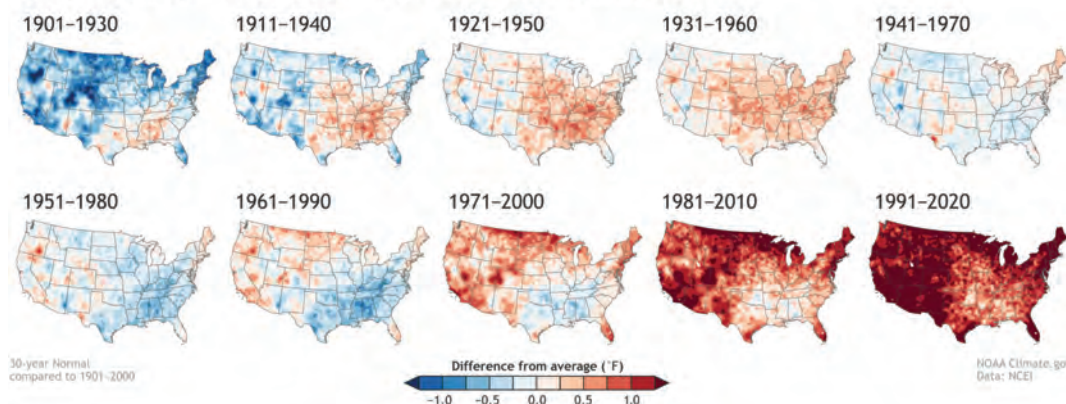 1901–1930 1911–1940 1921–1950 1931–1960 1941–1970
1951–1980 1961–1990 1971–2000 1981–2010 1991–2020
30-year Normal
compared to 1901–2000
Difference from average (°F)
−1.0 −0.5 0.0 0.5 1.0
NOAA Climate.go
Data: NCEI